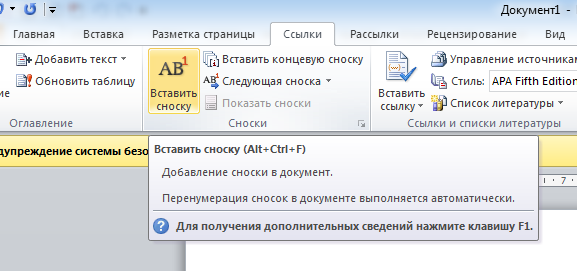 Документ1 -
Главная Вставка Разметка страницы Ссылки Рассылки Рецензирование Вид
Добавить текст
Обновить таблицу
Оглавление
AB1
Вставить
сноску
Вставить концевую сноску
Следующая сноска
Показать сноски
Сноски
Вставить
ссылку
Управление источникам
Стиль: APA Fifth Edition
Список литературы
Ссылки и списки литературы
дупреждение системы безо
Вставить сноску (Alt+Ctrl+F)
Добавление сноски в документ.
Перенумерация сносок в документе выполняется автоматически.
Для получения дополнительных сведений нажмите клавишу F1.
7